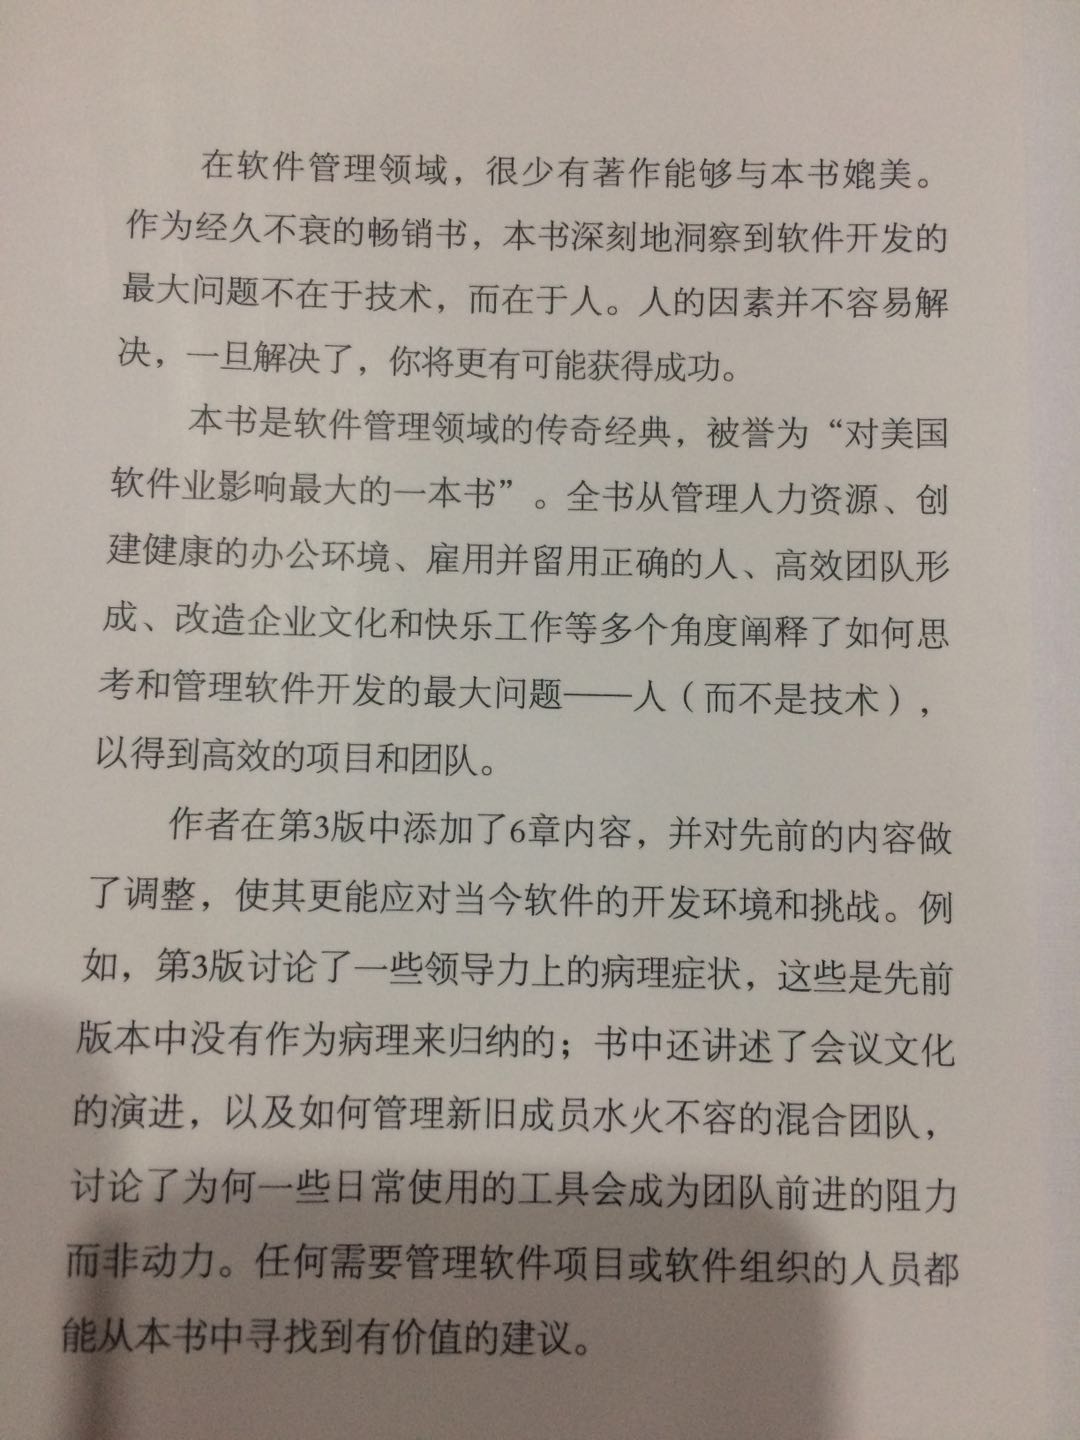 在软件管理领域，很少有著作能够与本书媲美。
作为经久不衰的畅销书，本书深刻地洞察到软件开发的
最大问题不在于技术，而在于人。人的因素并不容易解
决，一旦解决了，你将更有可能获得成功。
本书是软件管理领域的传奇经典，被誉为“对美国
软件业影响最大的一本书”。全书从管理人力资源、创
建健康的办公环境、雇用并留用正确的人、高效团队形
成、改造企业文化和快乐工作等多个角度阐释了如何思
考和管理软件开发的最大问题——人（而不是技术），
以得到高效的项目和团队。
作者在第3版中添加了6章内容，并对先前的内容做
了调整，使其更能应对当今软件的开发环境和挑战。例
如，第3版讨论了一些领导力上的病理症状，这些是先前
版本中没有作为病理来归纳的；书中还讲述了会议文化
的演进，以及如何管理新旧成员水火不容的混合团队，
讨论了为何一些日常使用的工具会成为团队前进的阻力
而非动力。任何需要管理软件项目或软件组织的人员都
能从本书中寻找到有价值的建议。